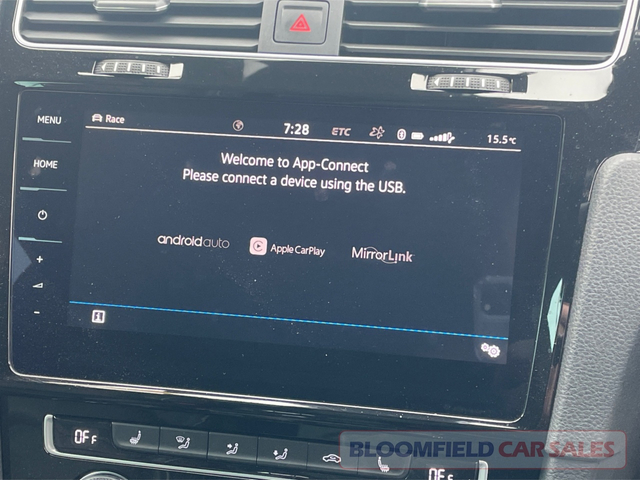 MENU
Race
7:28
ETC
15.5°C
HOME
Welcome to App-Connect
Please connect a device using the USB.
androidauto
Apple CarPlay
MirrorLink
+
-
OFF
OFF
BLOOMFIELD CAR SALES